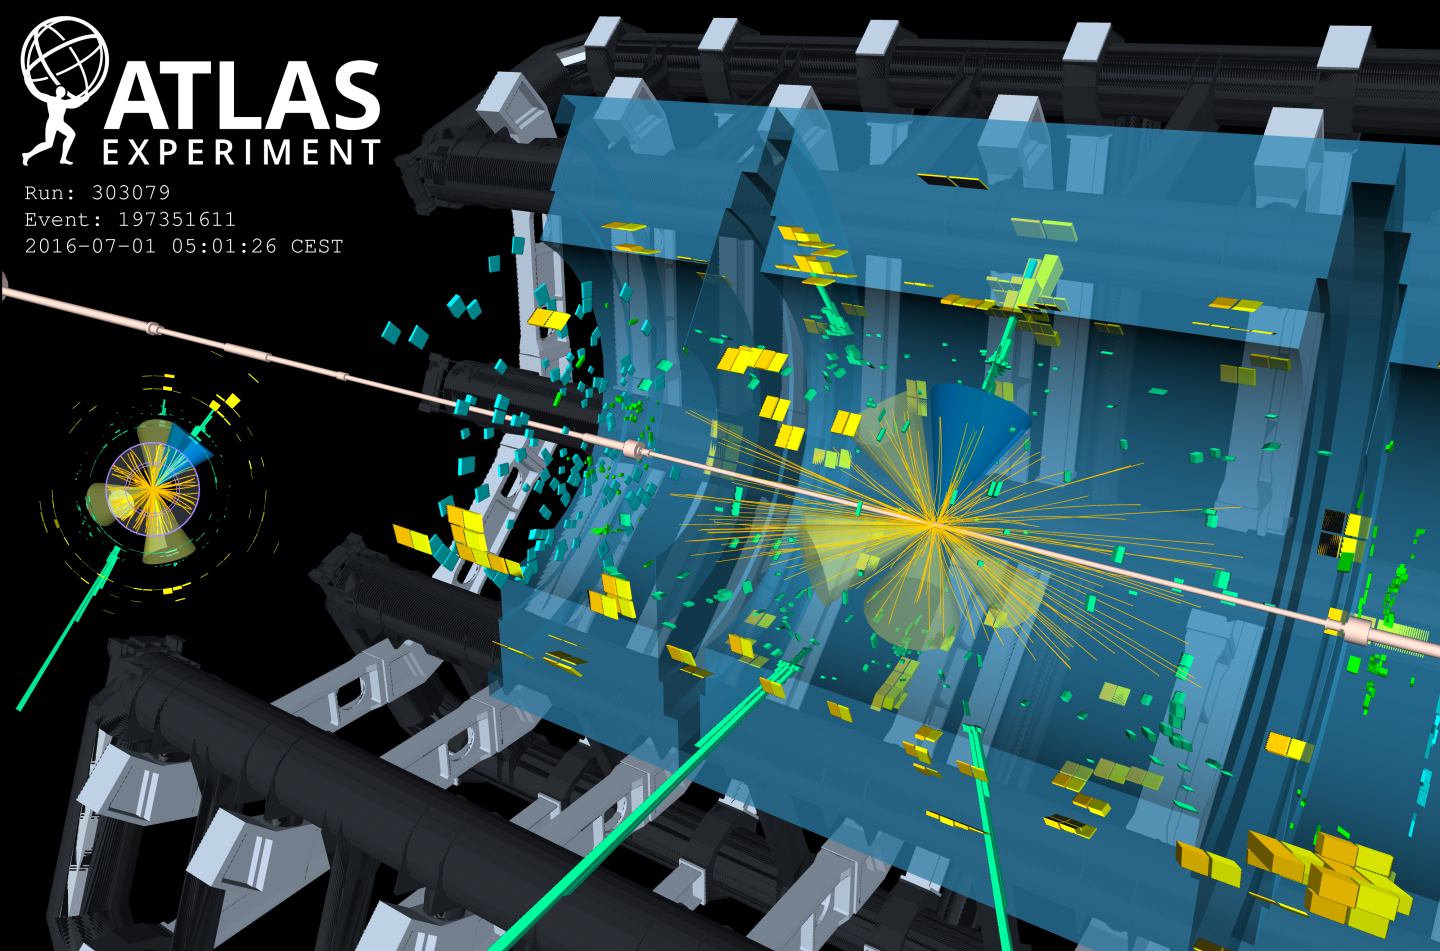 ATLAS
EXPERIMENT
Run: 303079
Event: 197351611
2016-07-01 05:01:26 CEST